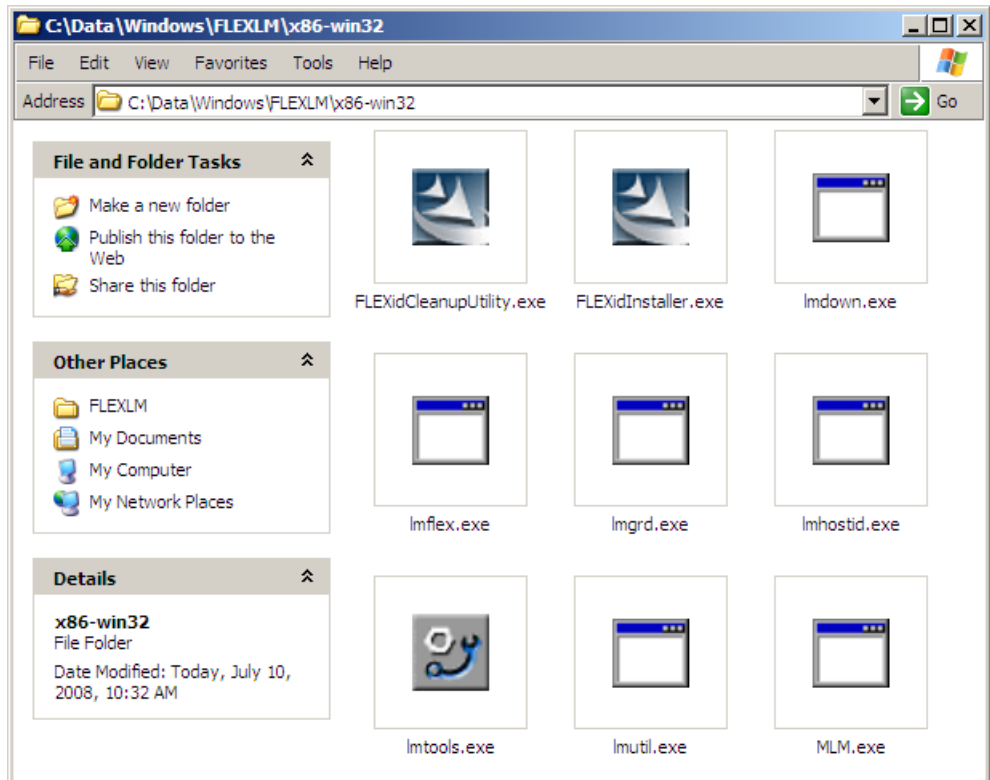 C:\Data\Windows\FLEXLM\x86-win32
File Edit View Favorites Tools Help
Address C:\Data\Windows\FLEXLM\x86-win32 Go
File and Folder Tasks
Make a new folder
Publish this folder to the
Web
Share this folder
Other Places
FLEXLM
My Documents
My Computer
My Network Places
Details
x86-win32
File Folder
Date Modified: Today, July 10,
2008, 10:32 AM
FLEXidCleanupUtility.exe FLEXidInstaller.exe lmdown.exe
lmflex.exe lmgrd.exe lmhostid.exe
lmtools.exe lmutil.exe MLM.exe